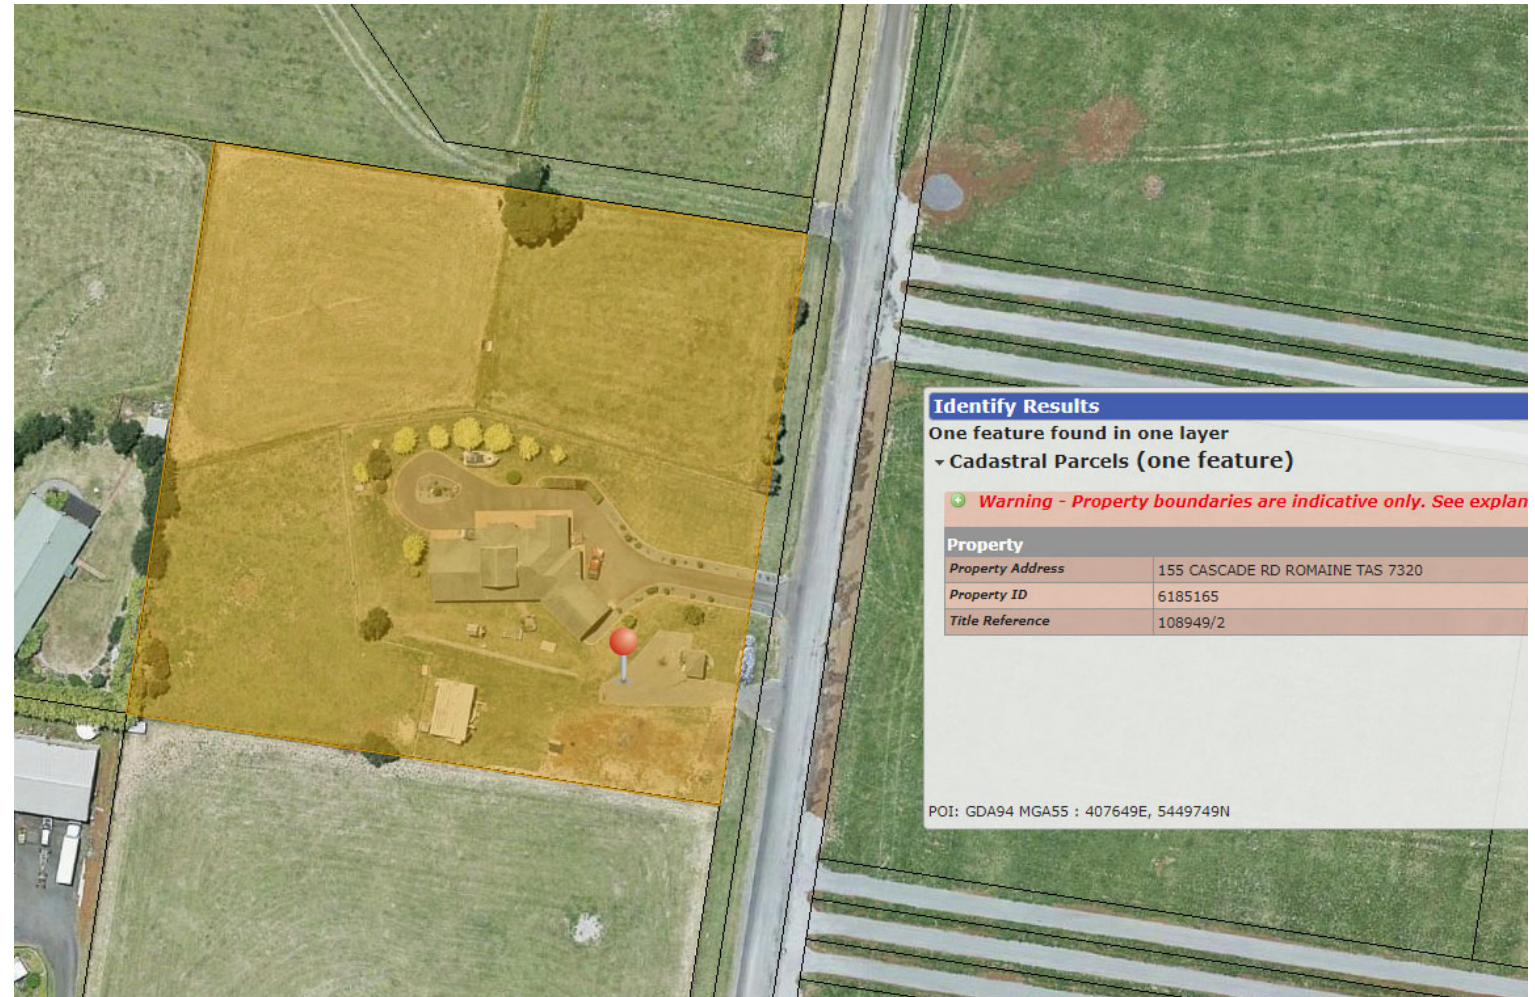 Identify Results
One feature found in one layer
Cadastral Parcels (one feature)
Warning - Property boundaries are indicative only. See explan
Property
Property Address 155 CASCADE RD ROMAINE TAS 7320
Property ID 6185165
Title Reference 108949/2
POI: GDA94 MGA55 : 407649E, 5449749N